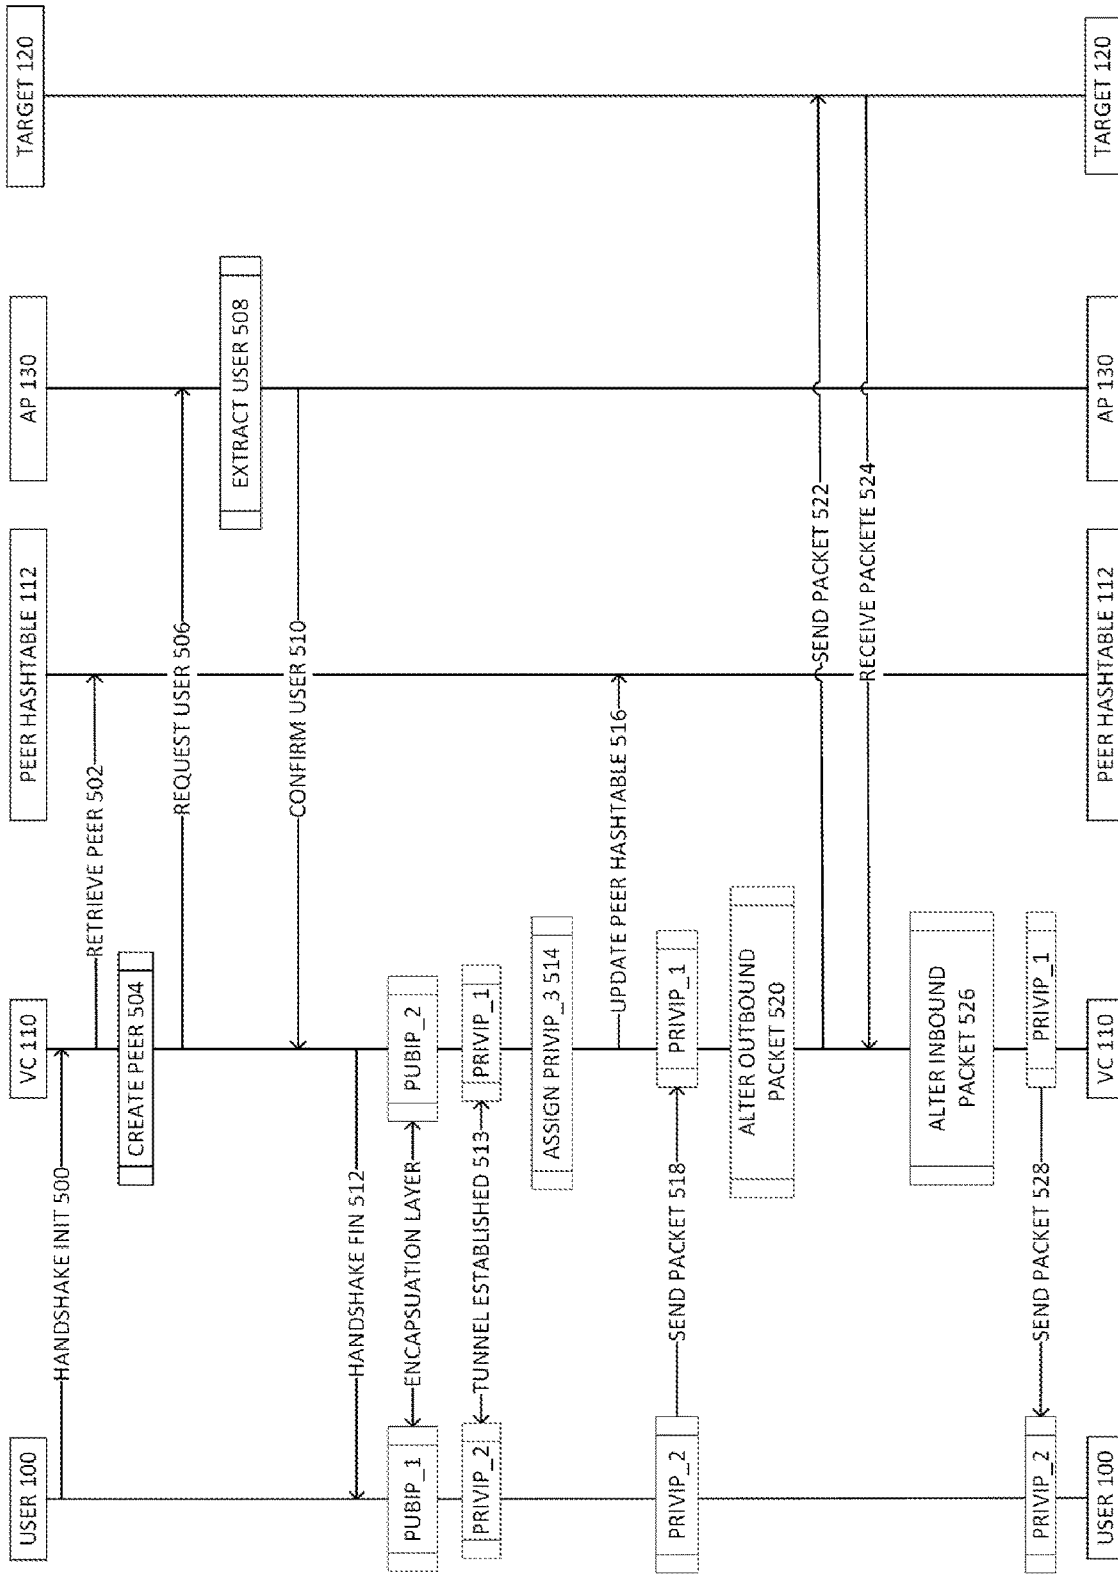 USER 100
VC 110
PEER HASHTABLE 112
AP 130
TARGET 120
HANDSHAKE INIT 500
RETRIEVE PEER 502
CREATE PEER 504
REQUEST USER 506
EXTRACT USER 508
CONFIRM USER 510
HANDSHAKE FIN 512
PUBIP_1
ENCAPSUATION LAYER
PUBIP_2
PRIVIP_2
TUNNEL ESTABLISHED 513
PRIVIP_1
ASSIGN PRIVIP_3 514
UPDATE PEER HASHTABLE 516
PRIVIP_2
SEND PACKET 518
PRIVIP_1
ALTER OUTBOUND
PACKET 520
SEND PACKET 522
RECEIVE PACKETE 524
ALTER INBOUND
PACKET 526
PRIVIP_2
SEND PACKET 528
PRIVIP_1
USER 100
VC 110
PEER HASHTABLE 112
AP 130
TARGET 120